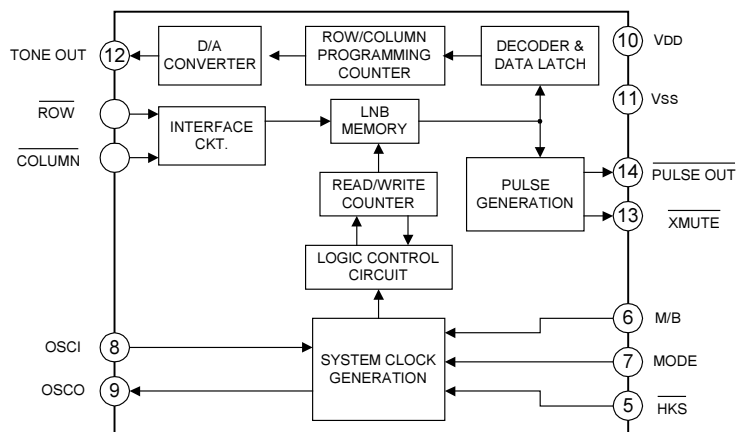 TONE OUT
12
D/A
CONVERTER
ROW/COLUMN
PROGRAMMING
COUNTER
DECODER &
DATA LATCH
10
VDD
ROW
COLUMN
INTERFACE
CKT.
LNB
MEMORY
11
VSS
READ/WRITE
COUNTER
PULSE
GENERATION
14
PULSE OUT
13
XMUTE
LOGIC CONTROL
CIRCUIT
OSCI
8
OSCO
9
SYSTEM CLOCK
GENERATION
6
M/B
7
MODE
5
HKS